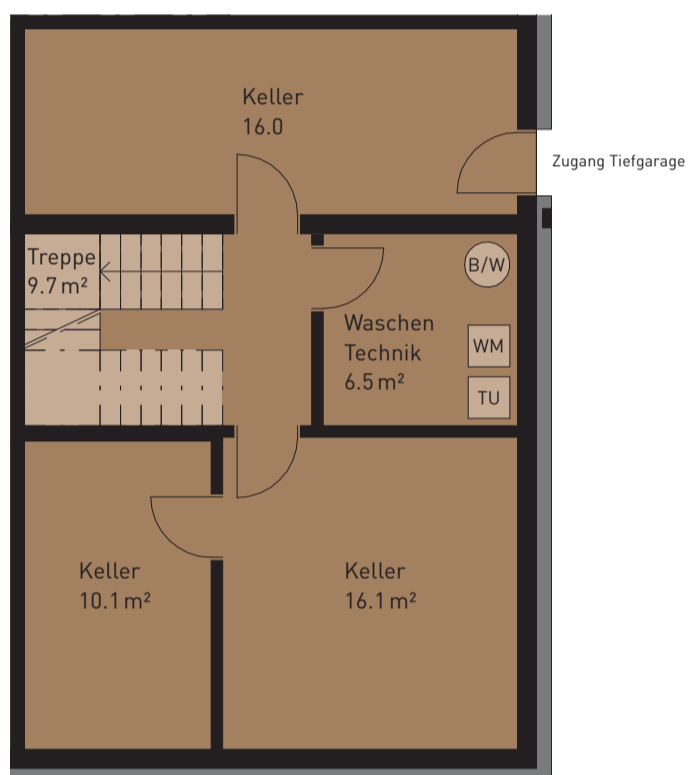 Keller
16.0
Zugang Tiefgarage
Treppe
9.7 m²
B/W
Waschen
Technik
6.5 m²
WM
TU
Keller
10.1 m²
Keller
16.1 m²